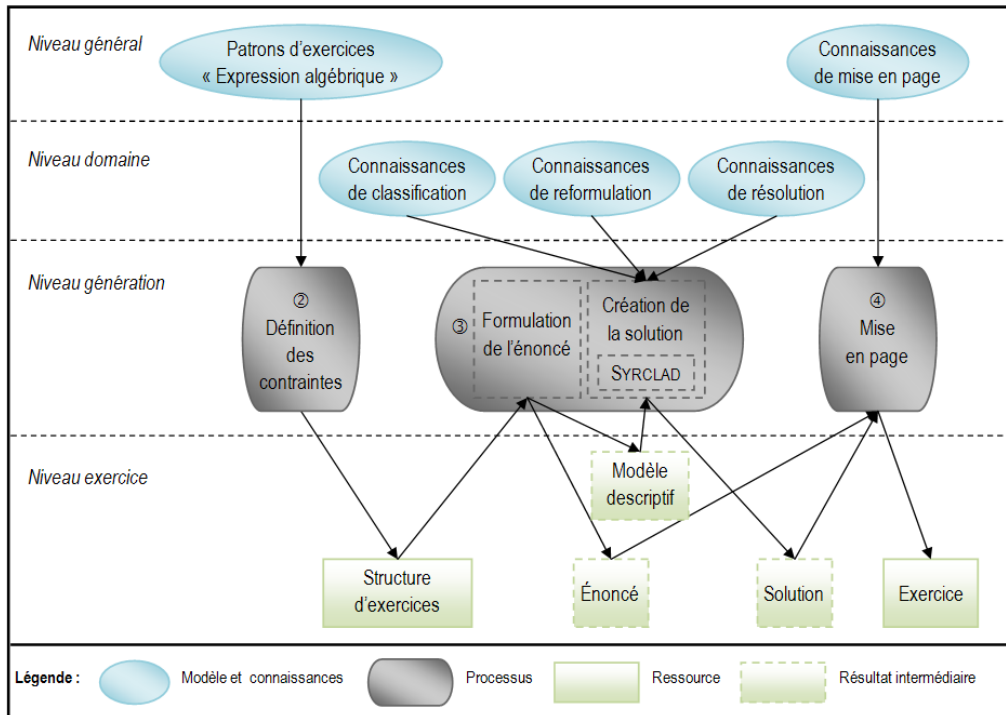 Niveau général
Patrons d'exercices
« Expression algébrique »
Connaissances
de mise en page
Niveau domaine
Connaissances
de classification
Connaissances
de reformulation
Connaissances
de résolution
Niveau génération
②
Définition
des
contraintes
③
Formulation
de l'énoncé
Création de
la solution
SYRCLAD
④
Mise
en page
Niveau exercice
Modèle
descriptif
Structure
d'exercices
Énoncé
Solution
Exercice
Légende :
Modèle et connaissances
Processus
Ressource
Résultat intermédiaire